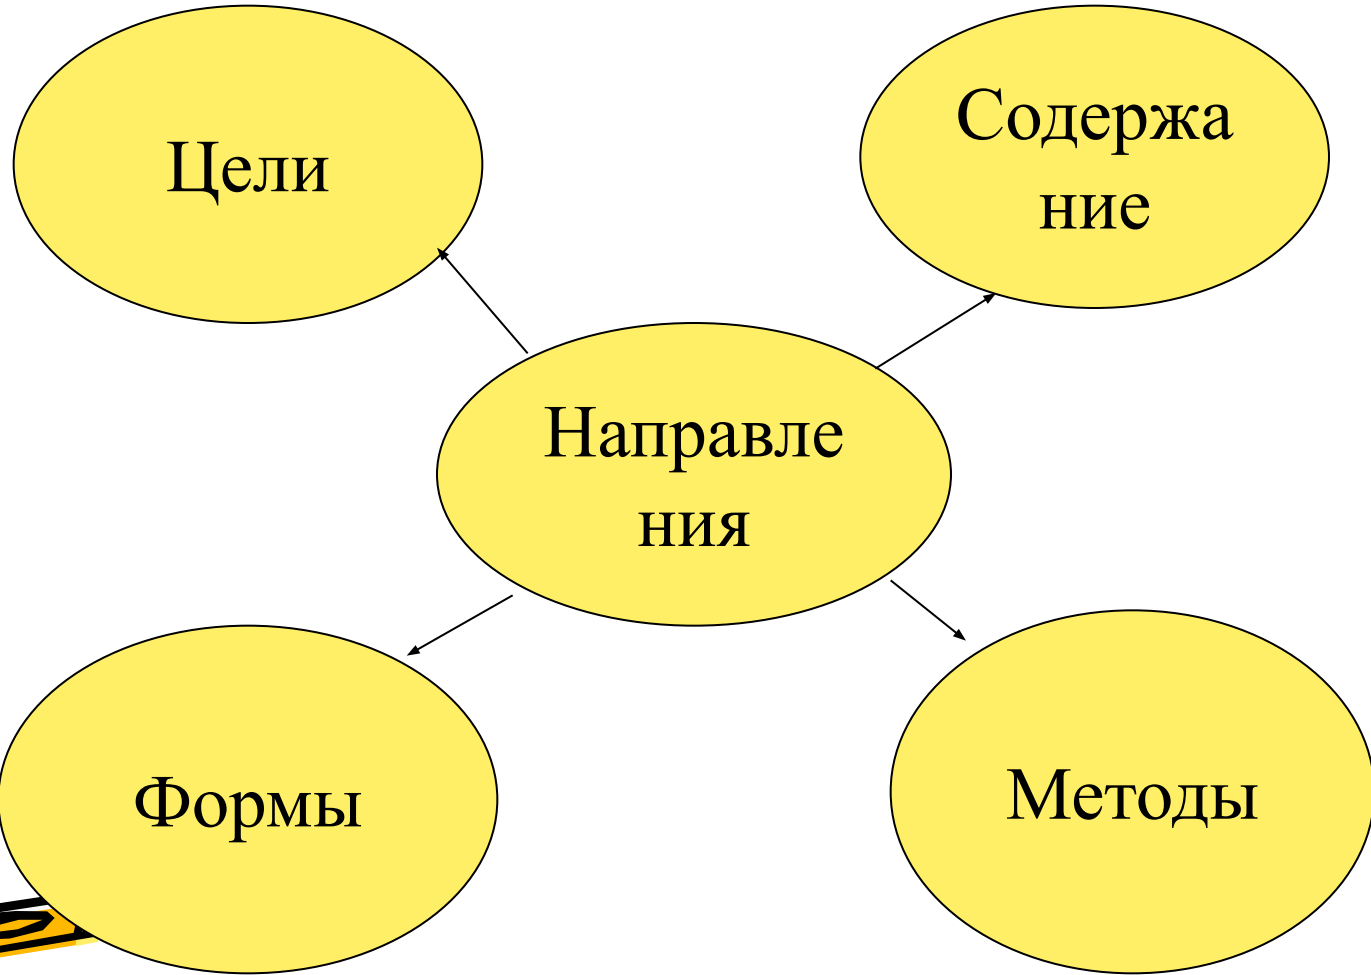 Цели
Содержа
ние
Направле
ния
Формы
Методы